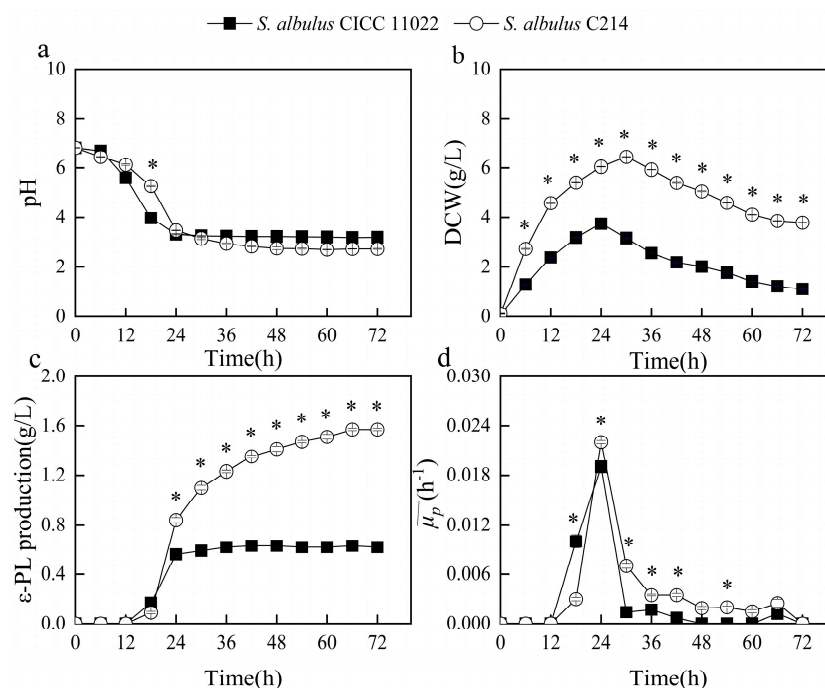 S. albulus CICC 11022 S. albulus C214
a
b
10
8
6
4
2
0
pH
0 12 24 36 48 60 72
Time(h)
*
10
8
6
4
2
0
DCW(g/L)
0 12 24 36 48 60 72
Time(h)
* * * * * * * * * * * *
c
d
2.0
1.6
1.2
0.8
0.4
0.0
ε-PL production(g/L)
0 12 24 36 48 60 72
Time(h)
* * * * * * * * *
0.030
0.024
0.018
0.012
0.006
0.000
μp(h-1)
0 12 24 36 48 60 72
Time(h)
* * * * * *